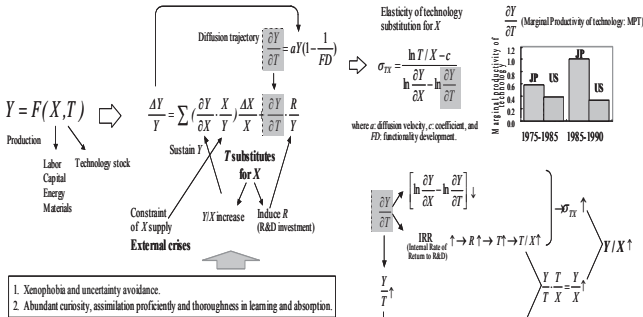 Diffusion trajectory
∂Y/∂T = aY(1 - 1/FD)
Elasticity of technology
substitution for X
σTX = (ln T/X - c) / (ln ∂Y/∂X - ln ∂Y/∂T)
where a: diffusion velocity, c: coefficient, and
FD: functionality development.
∂Y/∂T (Marginal Productivity of technology: MPT)
Marginal productivity of
technology
1.2
1.0
0.8
0.6
0.4
0.2
0.0
JP
US
JP
US
1975-1985
1985-1990
Y = F(X,T)
ΔY/Y = ∑ (∂Y/∂X · X/Y) ΔX/X + ∂Y/∂T · R/Y
Production
Technology stock
Labor
Capital
Energy
Materials
Sustain Y
T substitutes
for X
Constraint
of X supply
External crises
Y/X increase
Induce R
(R&D investment)
∂Y/∂T
[ln ∂Y/∂X - ln ∂Y/∂T] ↓
IRR ↑→ R ↑→ T↑→ T/X↑
(Internal Rate of
Return to R&D)
→σTX ↑
Y/X↑
Y/T ↑
Y/T · T/X = Y/X ↑
1. Xenophobia and uncertainty avoidance.
2. Abundant curiosity, assimilation proficiently and thoroughness in learning and absorption.